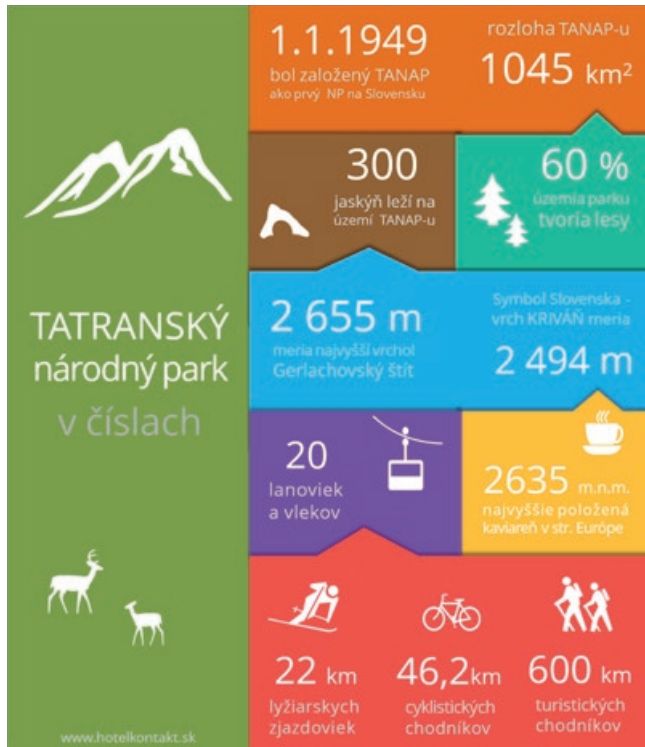 TATRANSKÝ
národný park
v číslach
www.hotelkontakt.sk
1.1.1949
bol založený TANAP
ako prvý NP na Slovensku
rozloha TANAP-u
1045 km²
300
jaskýň leží na
území TANAP-u
60 %
územia parku
tvoria lesy
2 655 m
meria najvyšší vrchol
Gerlachovský štít
Symbol Slovenska -
vrch KRIVÁŇ meria
2 494 m
20
lanoviek
a vlekov
2635 m.n.m.
najvyššie položená
kaviareň v str. Európe
22 km
lyžiarskych
zjazdoviek
46,2km
cyklistických
chodníkov
600 km
turistických
chodníkov